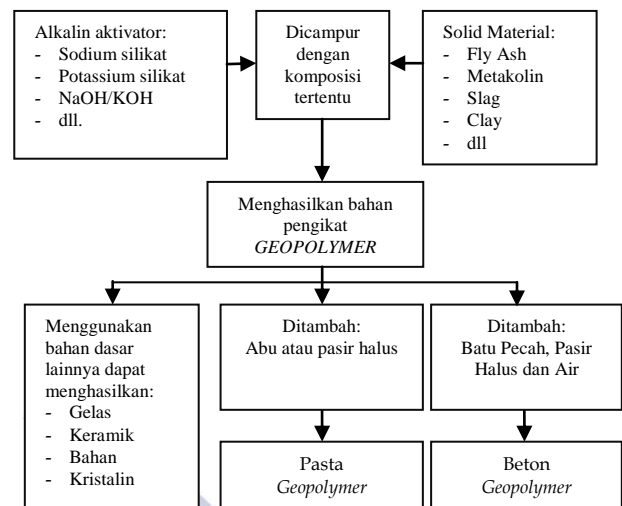 Alkalin aktivator:
- Sodium silikat
- Potassium silikat
- NaOH/KOH
- dll.
Dicampur
dengan
komposisi
tertentu
Solid Material:
- Fly Ash
- Metakolin
- Slag
- Clay
- dll
Menghasilkan bahan
pengikat
GEOPOLYMER
Menggunakan
bahan dasar
lainnya dapat
menghasilkan:
- Gelas
- Keramik
- Bahan
- Kristalin
Ditambah:
Abu atau pasir halus
Ditambah:
Batu Pecah, Pasir
Halus dan Air
Pasta
Geopolymer
Beton
Geopolymer